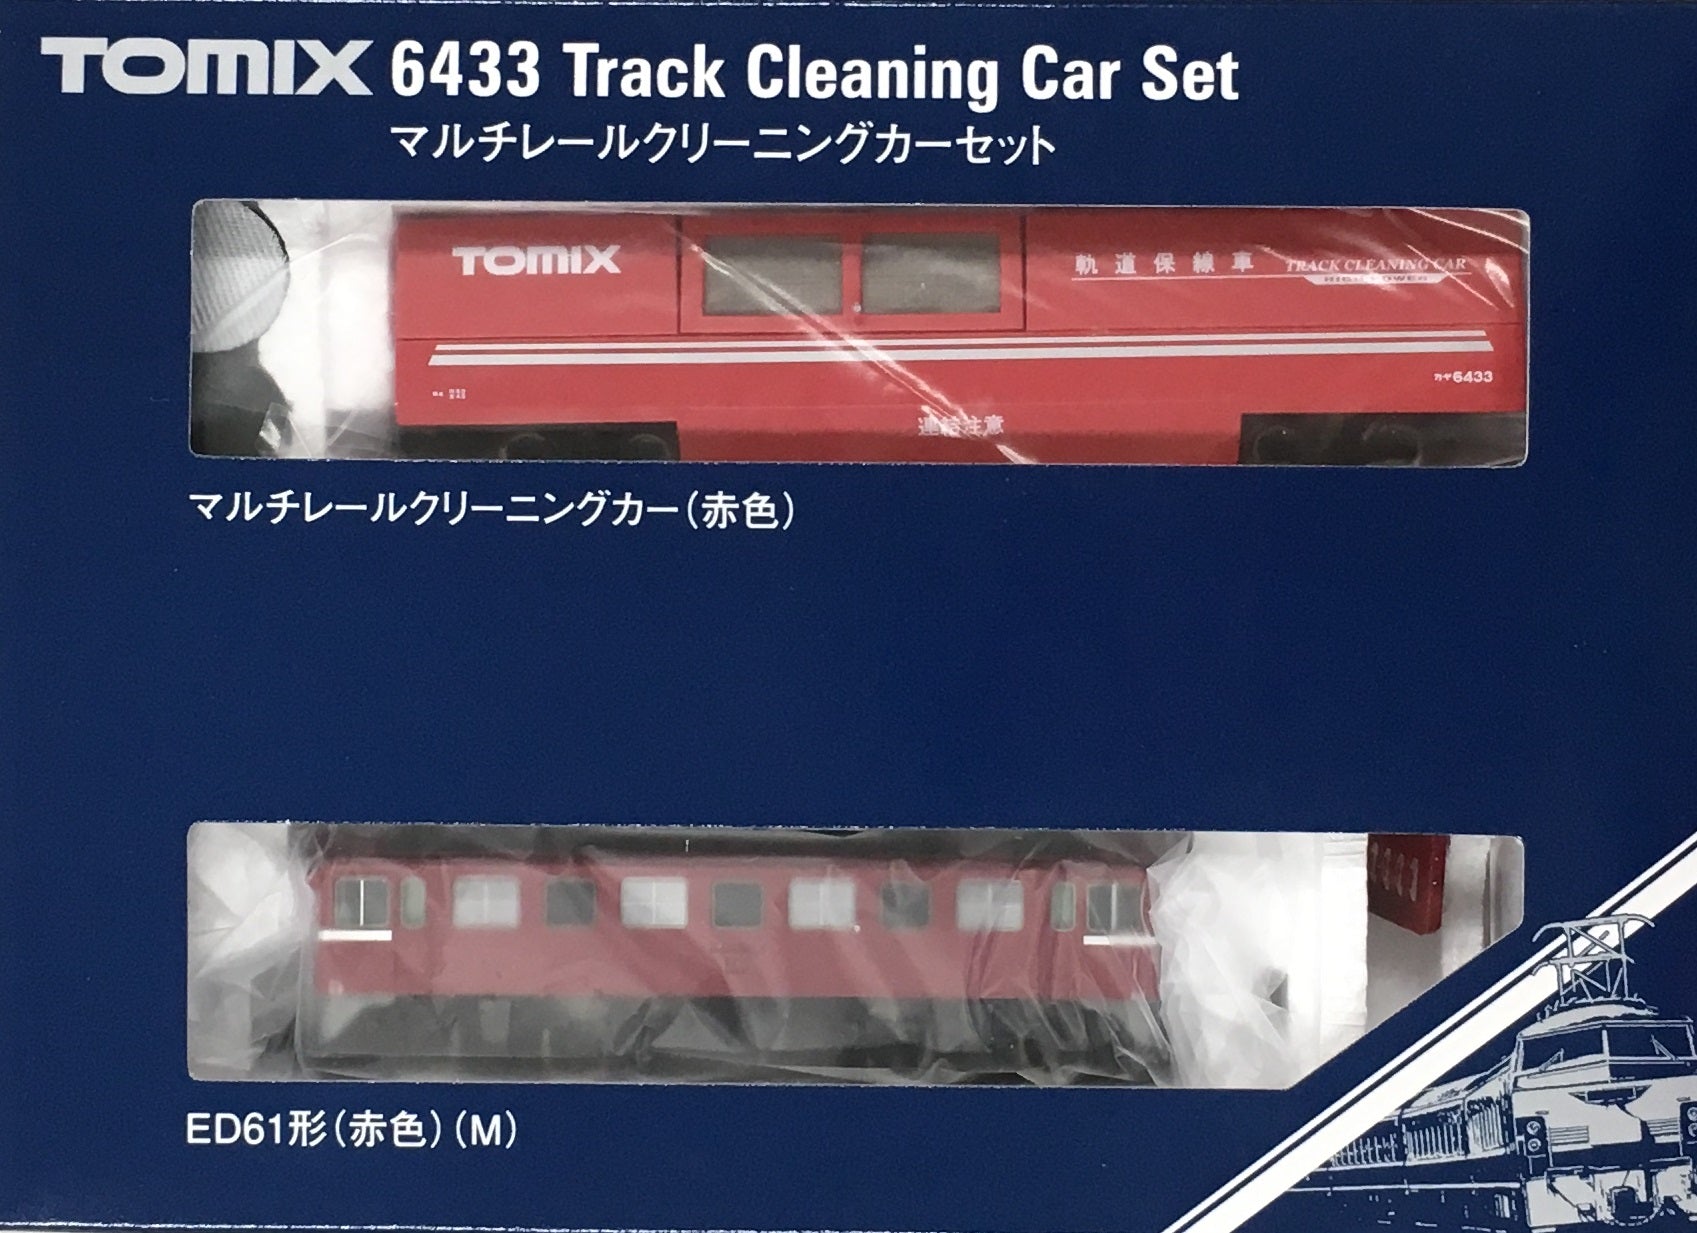 TOMIX 6433 Track Cleaning Car Set
マルチレールクリーニングカーセット
TOMIX
軌道保線車 TRACK CLEANING CAR
HIGH POWER
カヤ6433
連結注意
マルチレールクリーニングカー(赤色)
ED61形(赤色)(M)